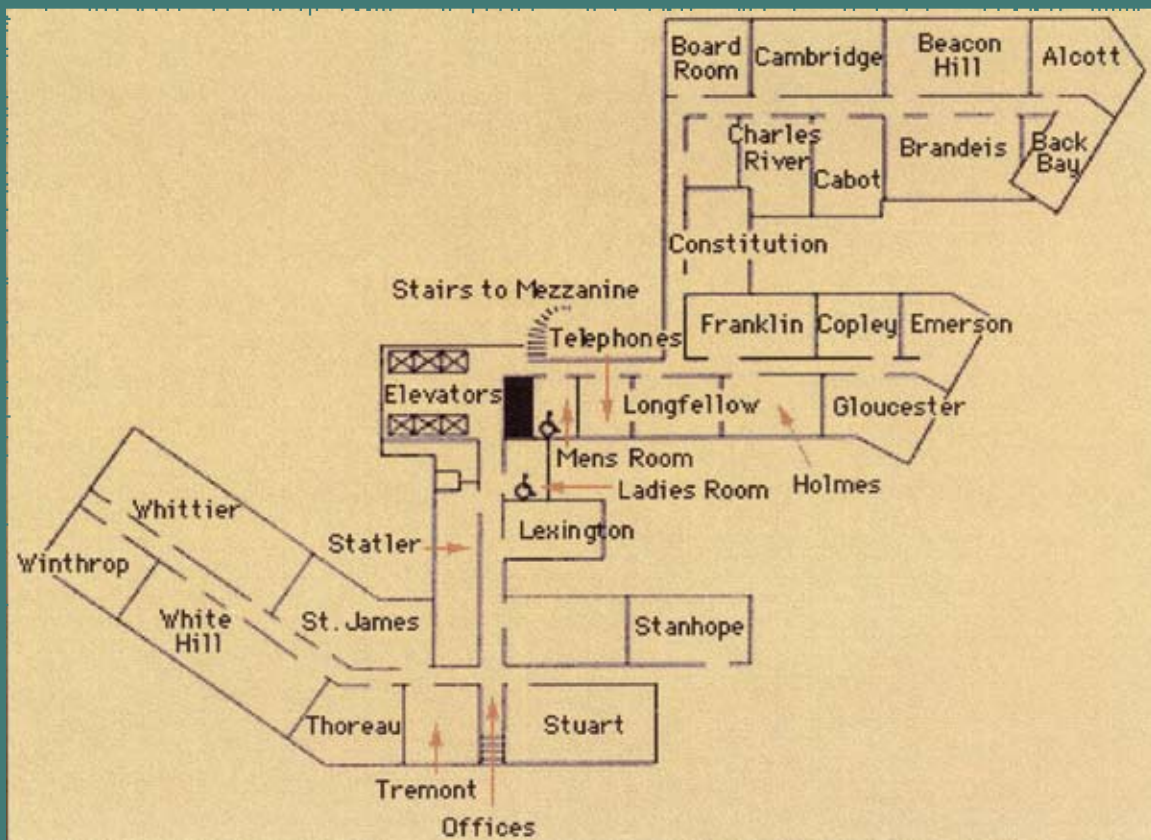 Board
Room
Cambridge
Beacon
Hill
Alcott
Charles
River
Cabot
Brandeis
Back
Bay
Constitution
Stairs to Mezzanine
Telephones
Franklin
Copley
Emerson
Elevators
Longfellow
Gloucester
Mens Room
Holmes
Ladies Room
Whittier
Statler
Lexington
Winthrop
White
Hill
St. James
Stanhope
Thoreau
Stuart
Tremont
Offices